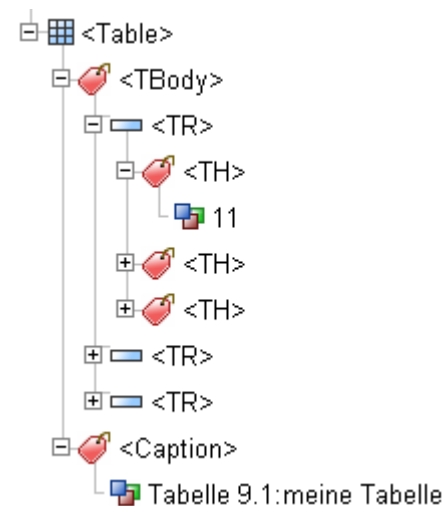 <Table>
<TBody>
<TR>
<TH>
11
<TH>
<TH>
<TR>
<TR>
<Caption>
Tabelle 9.1:meine Tabelle